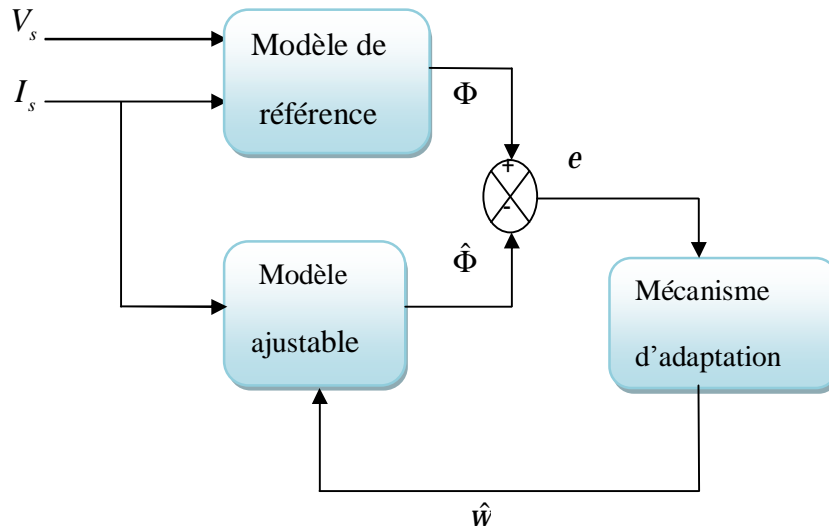 V_s
I_s
Modèle de
référence
Φ
+
-
e
Φ̂
Modèle
ajustable
Mécanisme
d’adaptation
ŵ